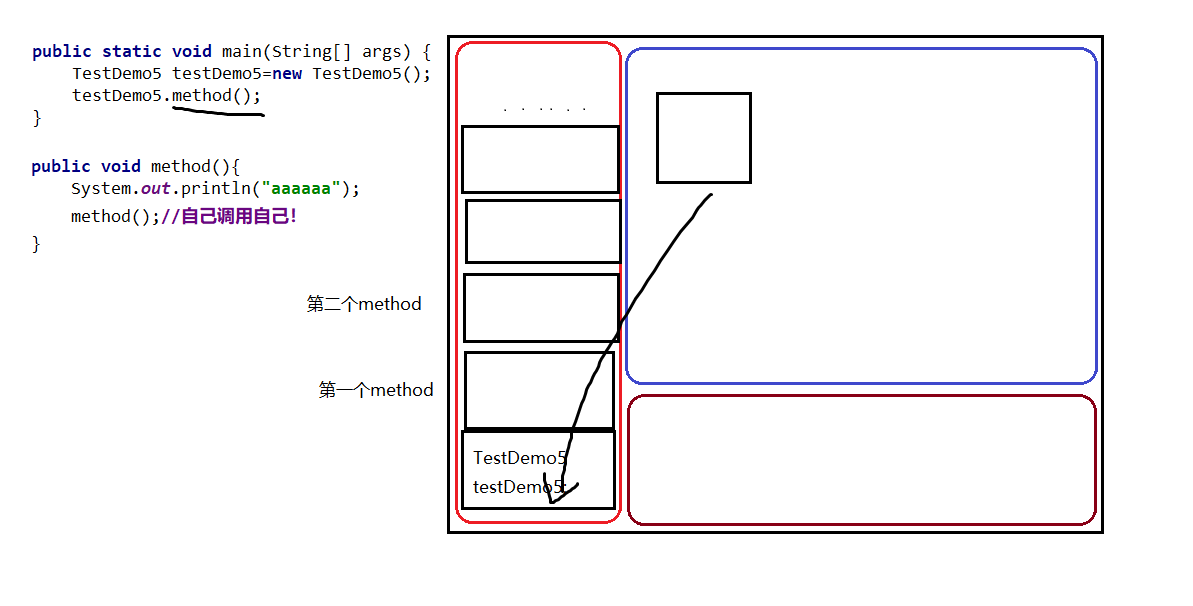 public static void main(String[] args) {
TestDemo5 testDemo5=new TestDemo5();
testDemo5.method();
}
public void method(){
System.out.println("aaaaaa");
method();//自己调用自己!
}
. . . . . .
第二个method
第一个method
TestDemo5
testDemo5;